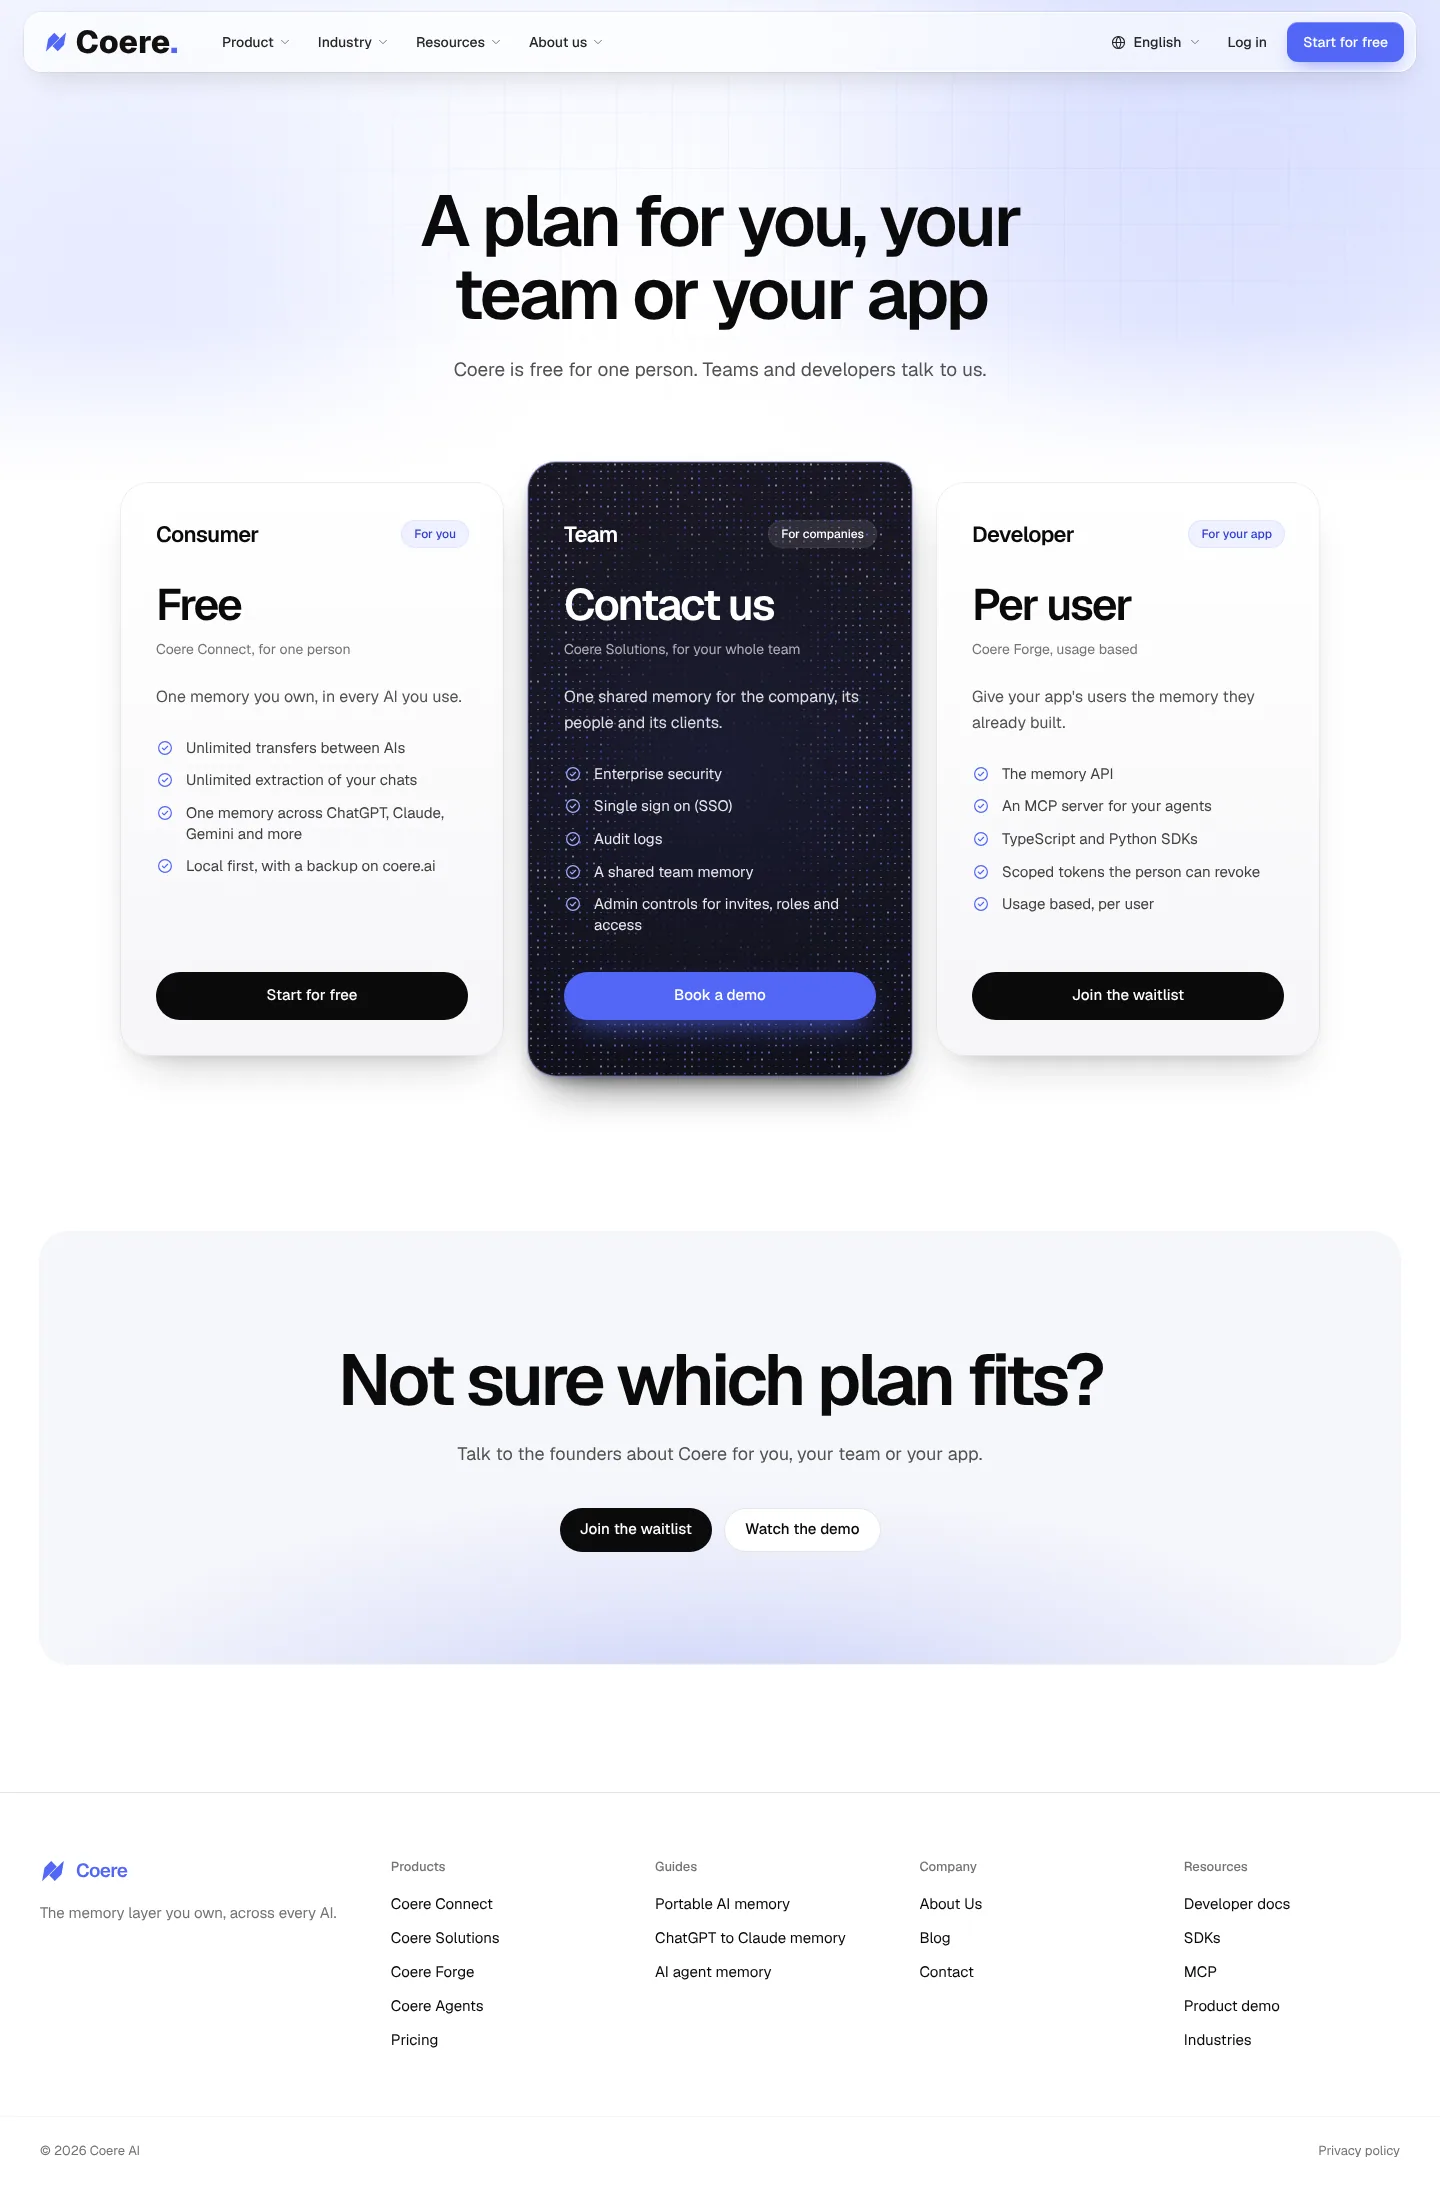 Coere.
Product
Industry
Resources
About us
English
Log in
Start for free
A plan for you, your
team or your app
Coere is free for one person. Teams and developers talk to us.
Consumer
For you
Free
Coere Connect, for one person
One memory you own, in every AI you use.
Unlimited transfers between AIs
Unlimited extraction of your chats
One memory across ChatGPT, Claude,
Gemini and more
Local first, with a backup on coere.ai
Start for free
Team
For companies
Contact us
Coere Solutions, for your whole team
One shared memory for the company, its
people and its clients.
Enterprise security
Single sign on (SSO)
Audit logs
A shared team memory
Admin controls for invites, roles and
access
Book a demo
Developer
For your app
Per user
Coere Forge, usage based
Give your app's users the memory they
already built.
The memory API
An MCP server for your agents
TypeScript and Python SDKs
Scoped tokens the person can revoke
Usage based, per user
Join the waitlist
Not sure which plan fits?
Talk to the founders about Coere for you, your team or your app.
Join the waitlist
Watch the demo
Coere
The memory layer you own, across every AI.
Products
Coere Connect
Coere Solutions
Coere Forge
Coere Agents
Pricing
Guides
Portable AI memory
ChatGPT to Claude memory
AI agent memory
Company
About Us
Blog
Contact
Resources
Developer docs
SDKs
MCP
Product demo
Industries
© 2026 Coere AI
Privacy policy